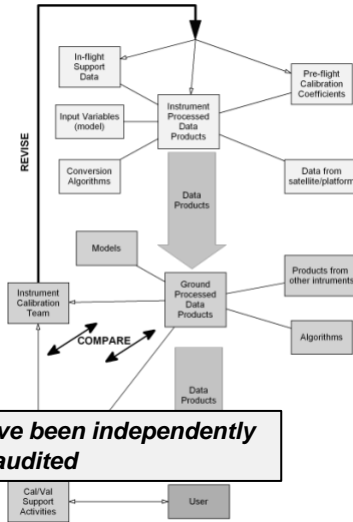 In-flight
Support
Data
Pre-flight
Calibration
Coefficients
Input Variables
(model)
Instrument
Processed
Data
Products
REVISE
Conversion
Algorithms
Data
Products
Data from
satellite/platform
Models
Instrument
Calibration
Team
Ground
Processed
Data
Products
Products from
other intruments
COMPARE
Algorithms
Data
Products
ve been independently
audited
Cal/Val
Support
Activities
User